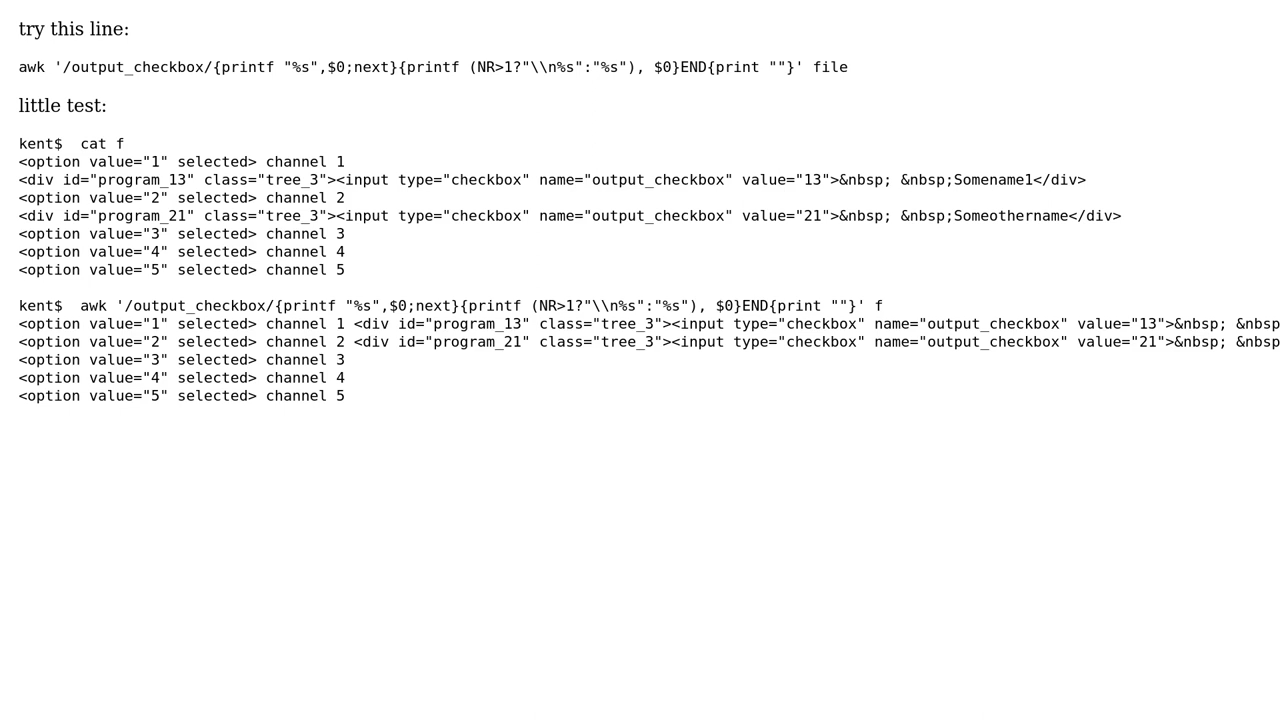 try this line:
awk '/output_checkbox/{printf "%s",$0;next}{printf (NR>1?"\\n%s":"%s"), $0}END{print ""}' file
little test:
kent$  cat f
<option value="1" selected> channel 1
<div id="program_13" class="tree_3"><input type="checkbox" name="output_checkbox" value="13">&nbsp; &nbsp;Somename1</div>
<option value="2" selected> channel 2
<div id="program_21" class="tree_3"><input type="checkbox" name="output_checkbox" value="21">&nbsp; &nbsp;Someothername</div>
<option value="3" selected> channel 3
<option value="4" selected> channel 4
<option value="5" selected> channel 5
kent$  awk '/output_checkbox/{printf "%s",$0;next}{printf (NR>1?"\\n%s":"%s"), $0}END{print ""}' f
<option value="1" selected> channel 1 <div id="program_13" class="tree_3"><input type="checkbox" name="output_checkbox" value="13">&nbsp; &nbsp
<option value="2" selected> channel 2 <div id="program_21" class="tree_3"><input type="checkbox" name="output_checkbox" value="21">&nbsp; &nbsp
<option value="3" selected> channel 3
<option value="4" selected> channel 4
<option value="5" selected> channel 5